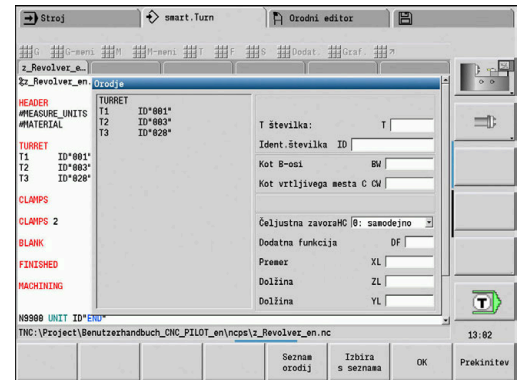 Stroj
smart.Turn
Orodni editor
G G-meni M M-meni T F S Dodat. Graf.
z_Revolver_e…
z_Revolver_en.
Orodje
HEADER
#MEASURE_UNITS
#MATERIAL
TURRET
T1 ID"001"
T2 ID"003"
T3 ID"028"
CLAMPS
CLAMPS 2
BLANK
FINISHED
MACHINING
N9900 UNIT ID"END"
TURRET
T1 ID"001"
T2 ID"003"
T3 ID"028"
T številka: T
Ident.številka ID
Kot B-osi BW
Kot vrtljivega mesta C CW
Čeljustna zavoraHC 0: samodejno
Dodatna funkcija DF
Premer XL
Dolžina ZL
Dolžina YL
TNC:\Project\Benutzerhandbuch_CNC_PILOT_en\ncps\z_Revolver_en.nc
13:02
Seznam orodij
Izbira s seznama
OK
Prekinitev
T